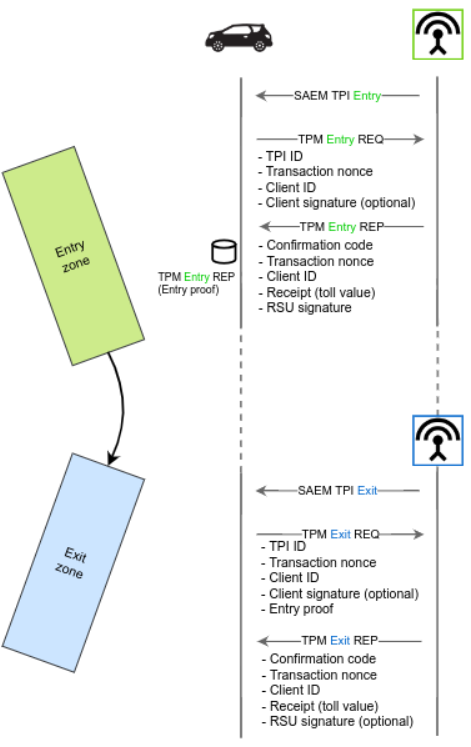 SAEM TPI Entry
TPM Entry REQ
- TPI ID
- Transaction nonce
- Client ID
- Client signature (optional)
TPM Entry REP
- Confirmation code
- Transaction nonce
- Client ID
- Receipt (toll value)
- RSU signature
TPM Entry REP
(Entry proof)
Entry
zone
SAEM TPI Exit
TPM Exit REQ
- TPI ID
- Transaction nonce
- Client ID
- Client signature (optional)
- Entry proof
Exit
zone
TPM Exit REP
- Confirmation code
- Transaction nonce
- Client ID
- Receipt (toll value)
- RSU signature (optional)